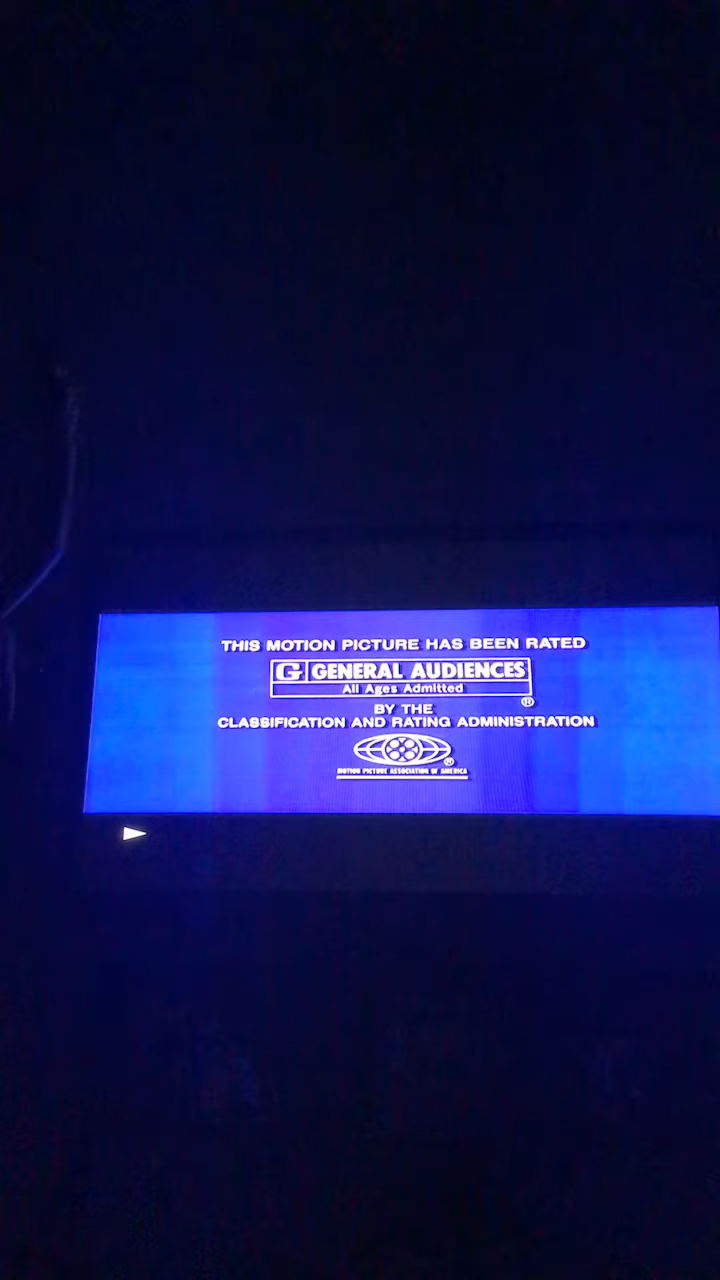 THIS MOTION PICTURE HAS BEEN RATED
G GENERAL AUDIENCES
All Ages Admitted
®
BY THE
CLASSIFICATION AND RATING ADMINISTRATION
®
MOTION PICTURE ASSOCIATION OF AMERICA